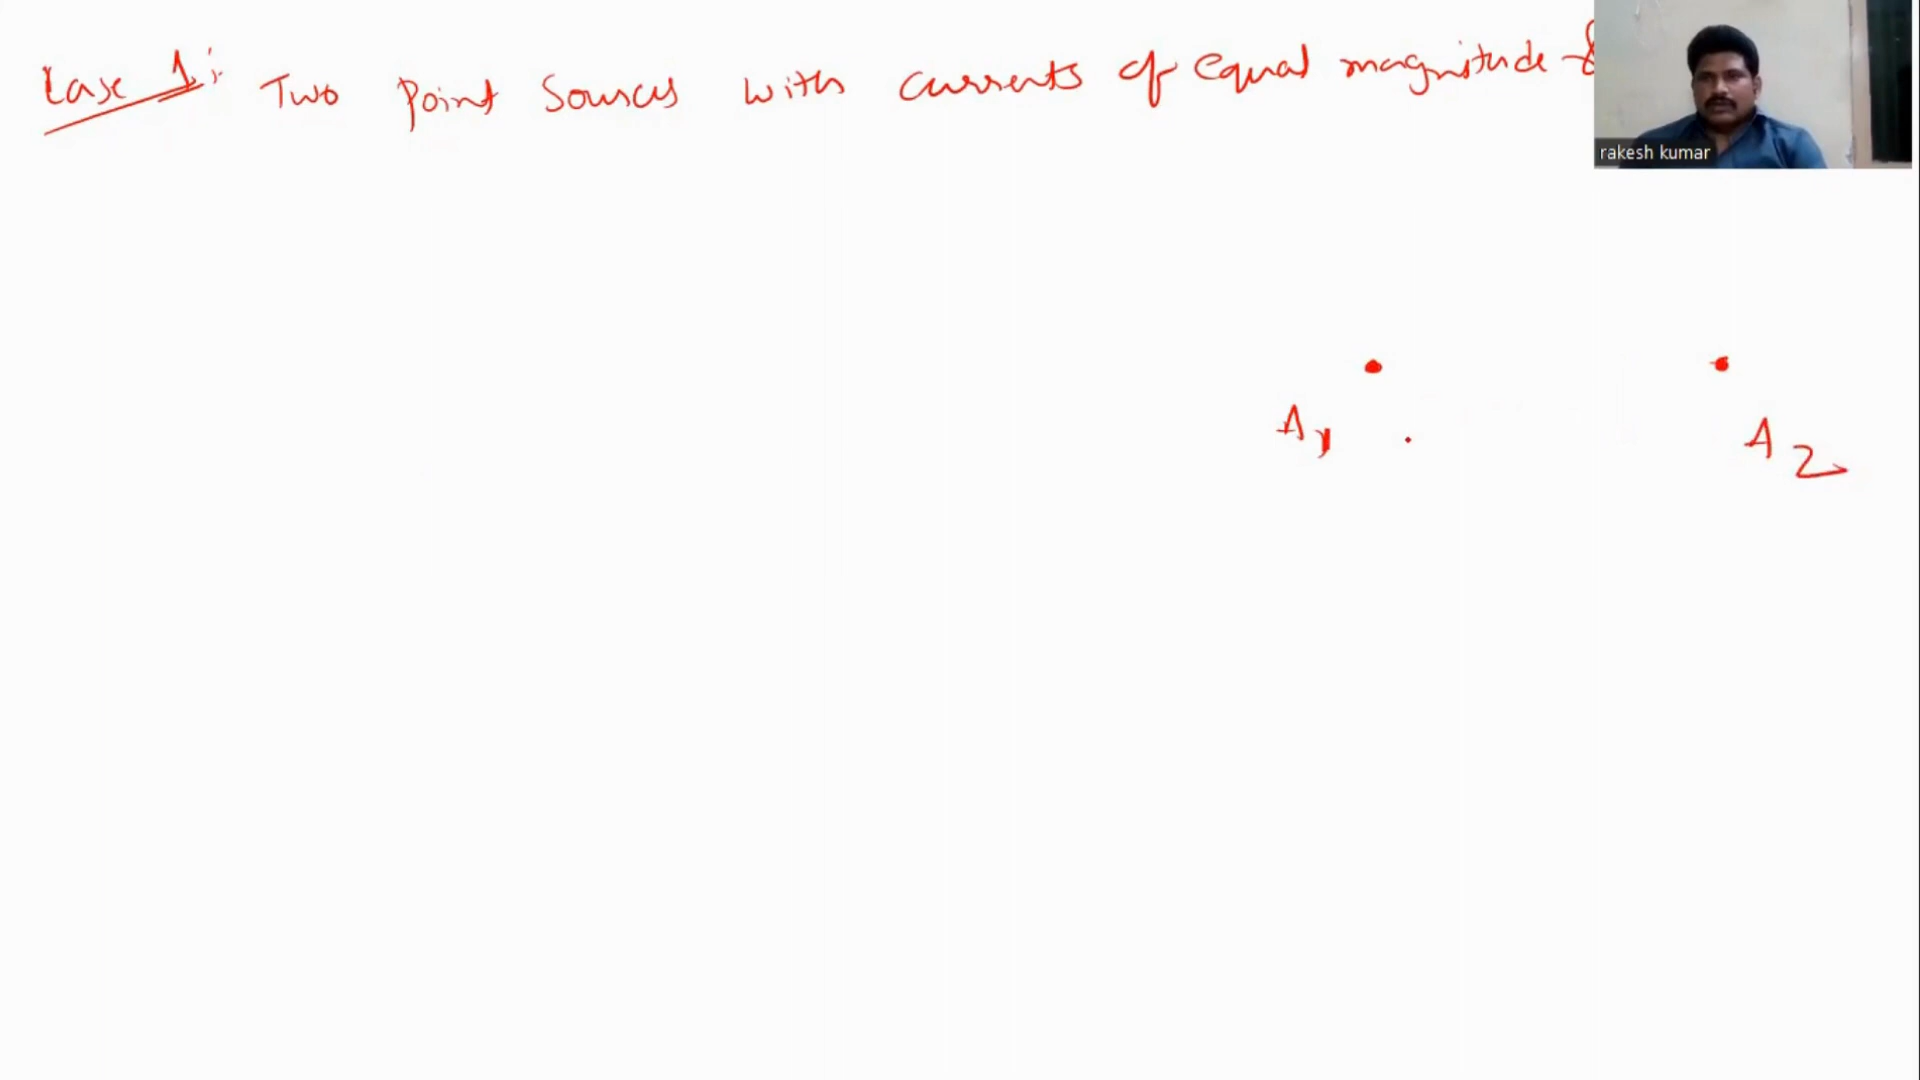 Case 1: Two Point Sources with currents of equal magnitude &
rakesh kumar
A1
A2